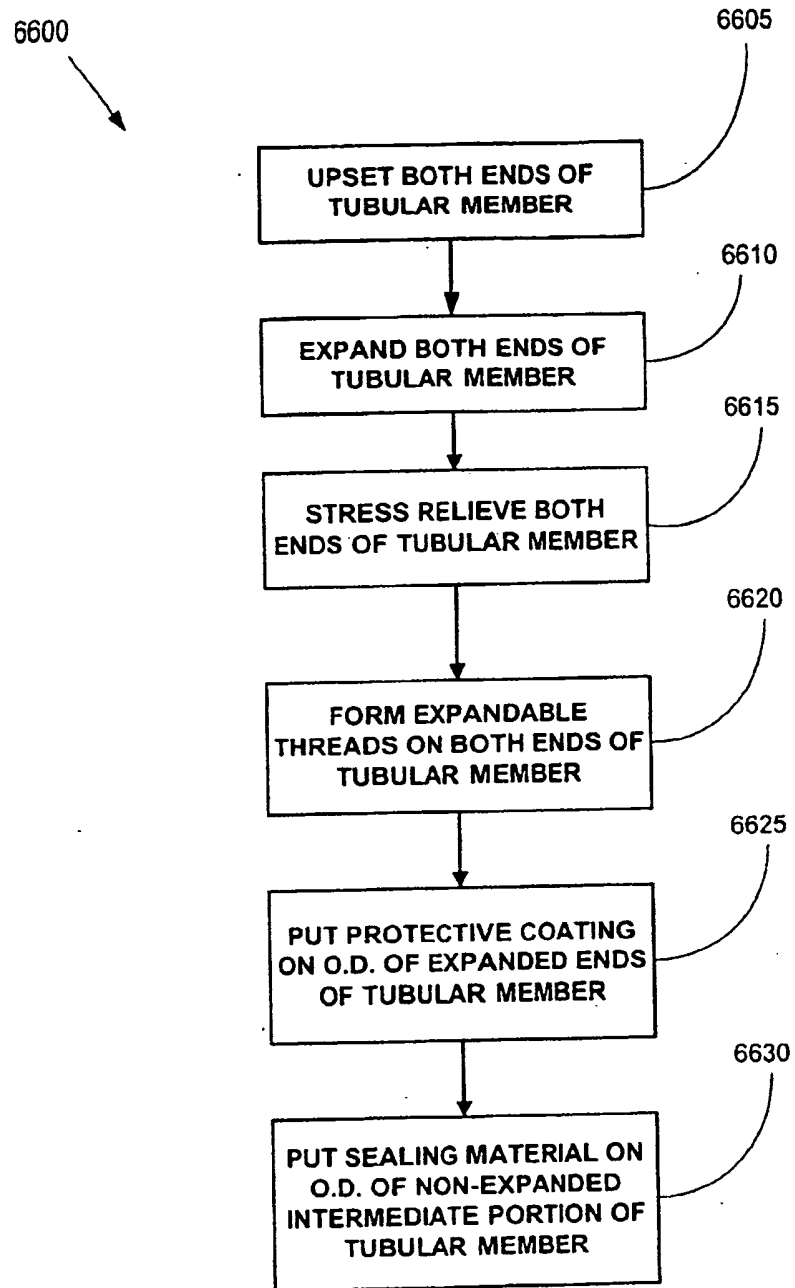 6600
6605
UPSET BOTH ENDS OF
TUBULAR MEMBER
6610
EXPAND BOTH ENDS OF
TUBULAR MEMBER
6615
STRESS RELIEVE BOTH
ENDS OF TUBULAR MEMBER
6620
FORM EXPANDABLE
THREADS ON BOTH ENDS OF
TUBULAR MEMBER
6625
PUT PROTECTIVE COATING
ON O.D. OF EXPANDED ENDS
OF TUBULAR MEMBER
6630
PUT SEALING MATERIAL ON
O.D. OF NON-EXPANDED
INTERMEDIATE PORTION OF
TUBULAR MEMBER